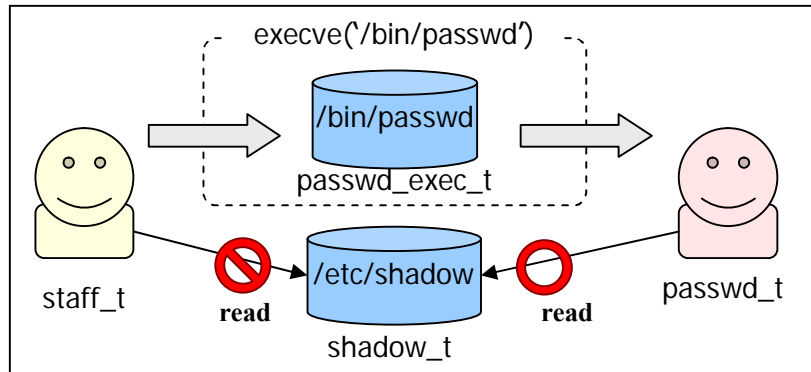 execve(‘/bin/passwd’)
/bin/passwd
passwd_exec_t
staff_t
/etc/shadow
passwd_t
read
read
shadow_t